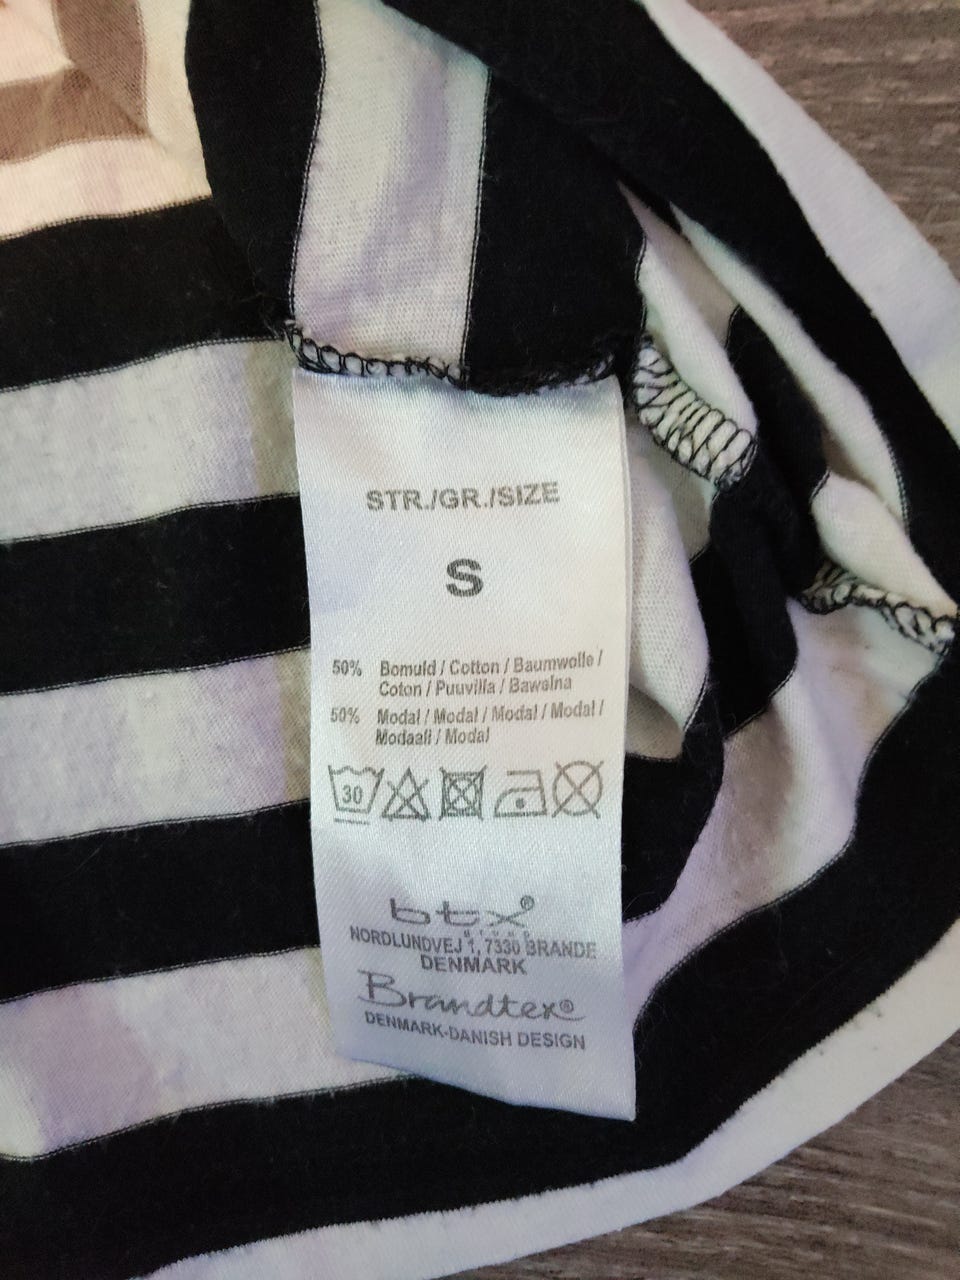 STR./GR./SIZE
S
50% Bomuld / Cotton / Baumwolle /
Coton / Puuvilla / Bawełna
50% Modal / Modal / Modal / Modal /
Modaali / Modal
30
btx®
group
NORDLUNDVEJ 1, 7330 BRANDE
DENMARK
Brandtex®
DENMARK-DANISH DESIGN